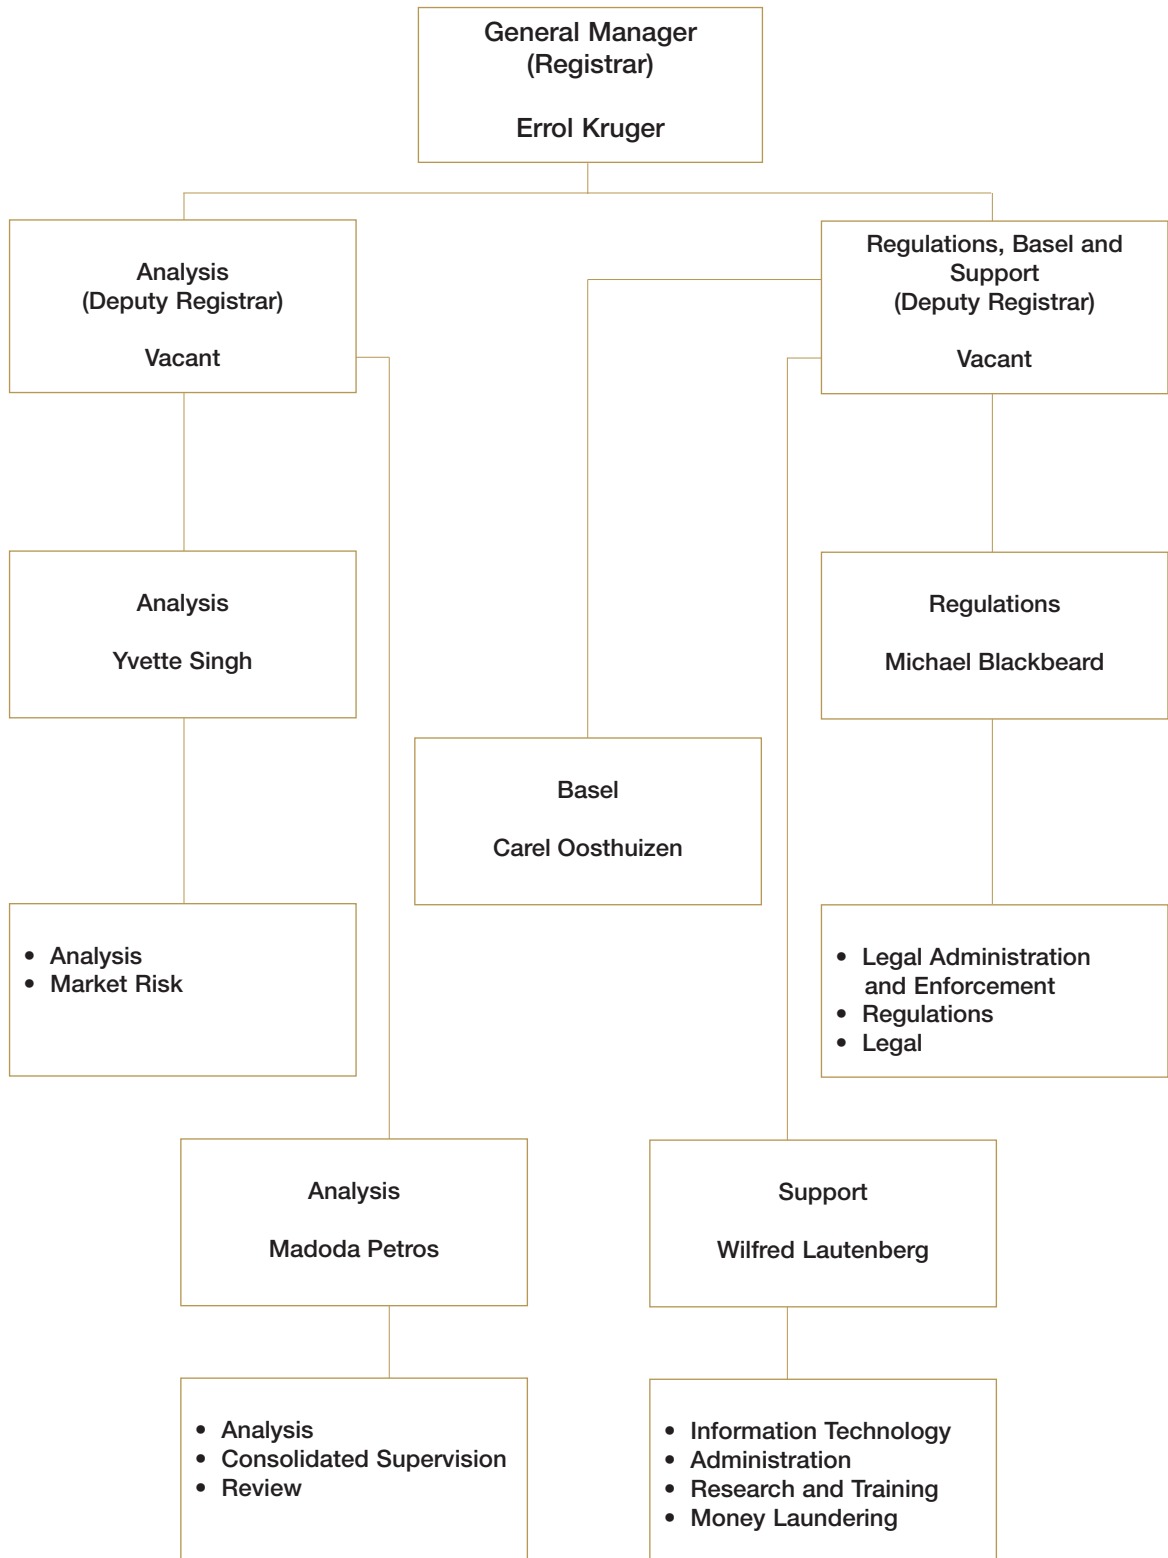 General Manager
(Registrar)
Errol Kruger
Analysis
(Deputy Registrar)
Vacant
Regulations, Basel and
Support
(Deputy Registrar)
Vacant
Analysis
Yvette Singh
Regulations
Michael Blackbeard
Basel
Carel Oosthuizen
• Analysis
• Market Risk
• Legal Administration
and Enforcement
• Regulations
• Legal
Analysis
Madoda Petros
Support
Wilfred Lautenberg
• Analysis
• Consolidated Supervision
• Review
• Information Technology
• Administration
• Research and Training
• Money Laundering